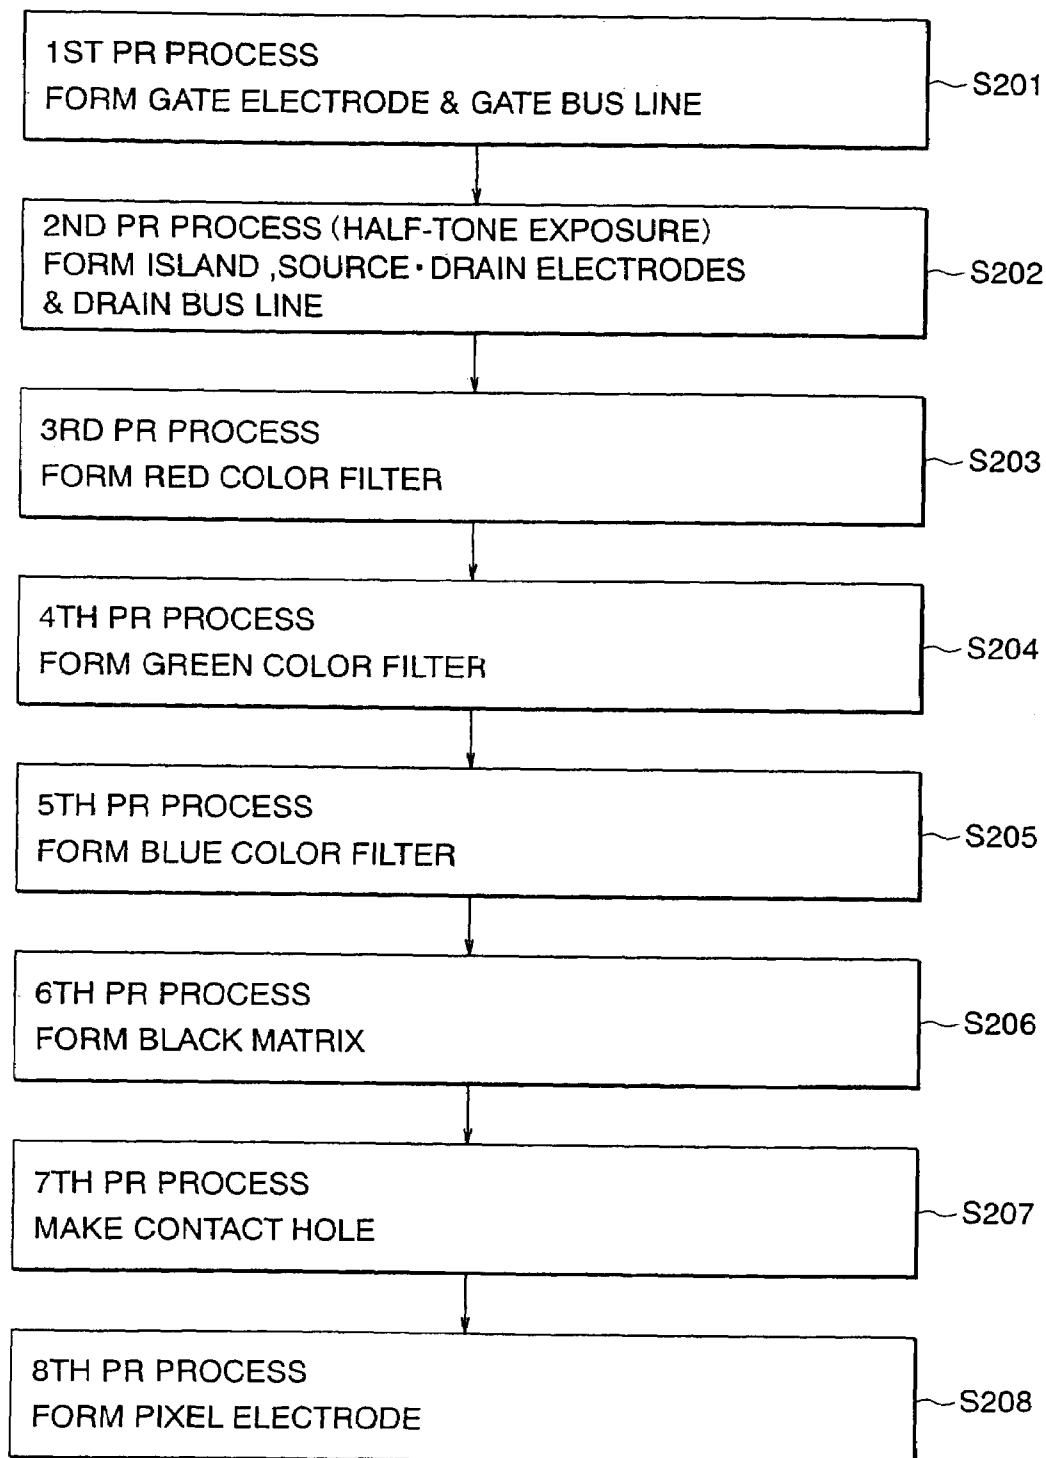 1ST PR PROCESS
FORM GATE ELECTRODE & GATE BUS LINE
S201
2ND PR PROCESS (HALF-TONE EXPOSURE)
FORM ISLAND ,SOURCE・DRAIN ELECTRODES
& DRAIN BUS LINE
S202
3RD PR PROCESS
FORM RED COLOR FILTER
S203
4TH PR PROCESS
FORM GREEN COLOR FILTER
S204
5TH PR PROCESS
FORM BLUE COLOR FILTER
S205
6TH PR PROCESS
FORM BLACK MATRIX
S206
7TH PR PROCESS
MAKE CONTACT HOLE
S207
8TH PR PROCESS
FORM PIXEL ELECTRODE
S208